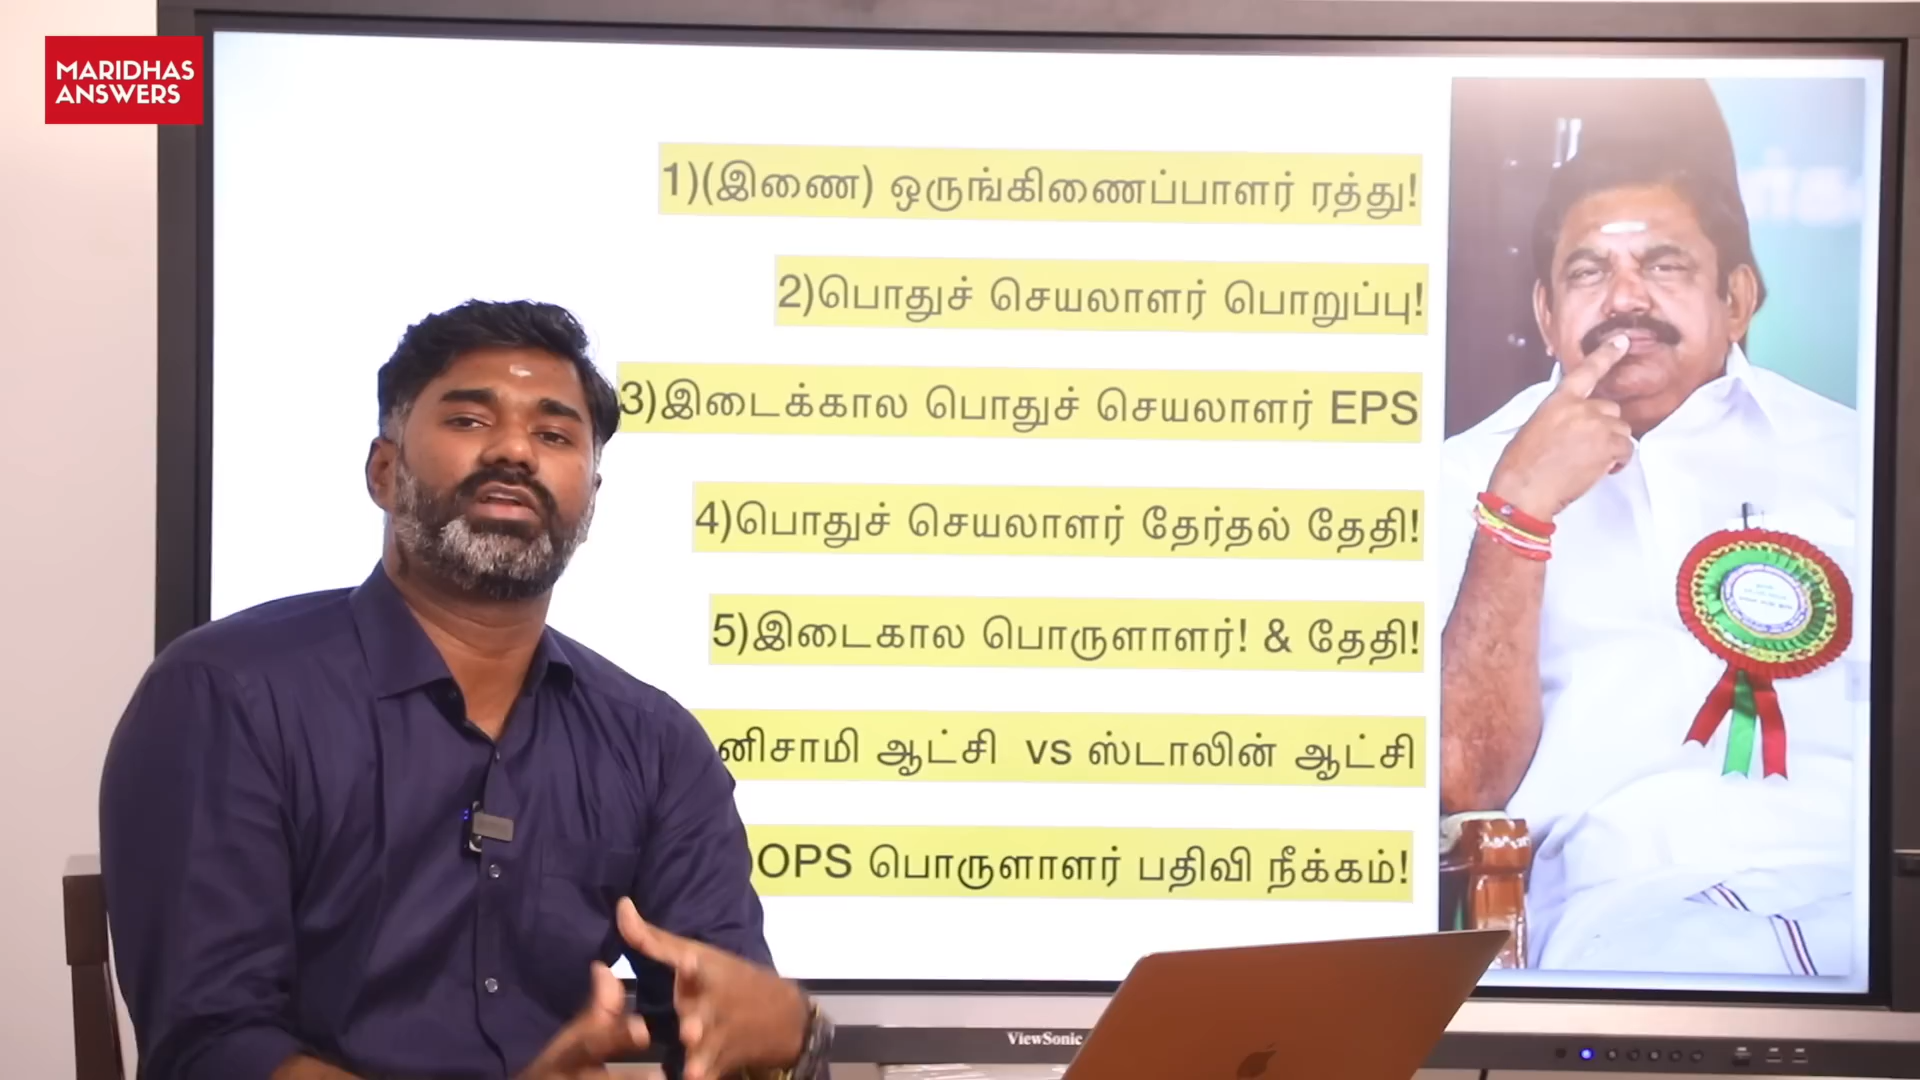 MARIDHAS
ANSWERS
1)(இணை) ஒருங்கிணைப்பாளர் ரத்து!
2)பொதுச் செயலாளர் பொறுப்பு!
3)இடைக்கால பொதுச் செயலாளர் EPS
4)பொதுச் செயலாளர் தேர்தல் தேதி!
5)இடைகால பொருளாளர்! & தேதி!
னிசாமி ஆட்சி vs ஸ்டாலின் ஆட்சி
)OPS பொருளாளர் பதிவி நீக்கம்!
ViewSonic